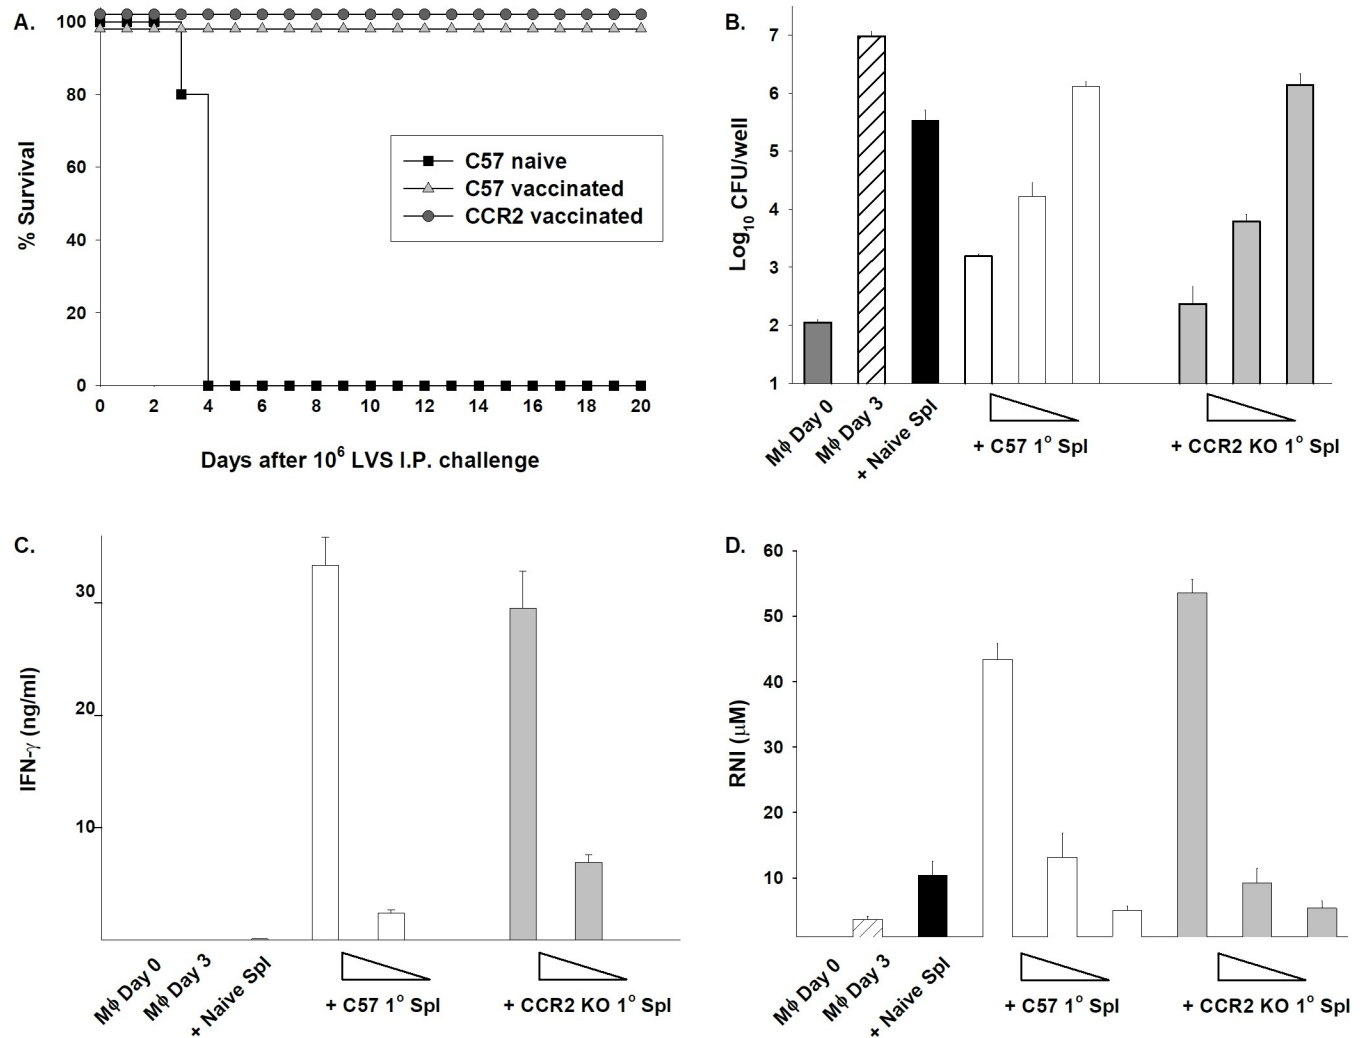 A.
100
80
60
40
20
0
% Survival
C57 naive
C57 vaccinated
CCR2 vaccinated
0 2 4 6 8 10 12 14 16 18 20
Days after 10⁶ LVS I.P. challenge
B.
7
6
5
4
3
2
1
Log₁₀ CFU/well
Mϕ Day 0
Mϕ Day 3
+ Naive Spl
+ C57 1° Spl
+ CCR2 KO 1° Spl
C.
30
20
10
IFN-γ (ng/ml)
Mϕ Day 0
Mϕ Day 3
+ Naive Spl
+ C57 1° Spl
+ CCR2 KO 1° Spl
D.
60
50
40
30
20
10
RNI (μM)
Mϕ Day 0
Mϕ Day 3
+ Naive Spl
+ C57 1° Spl
+ CCR2 KO 1° Spl